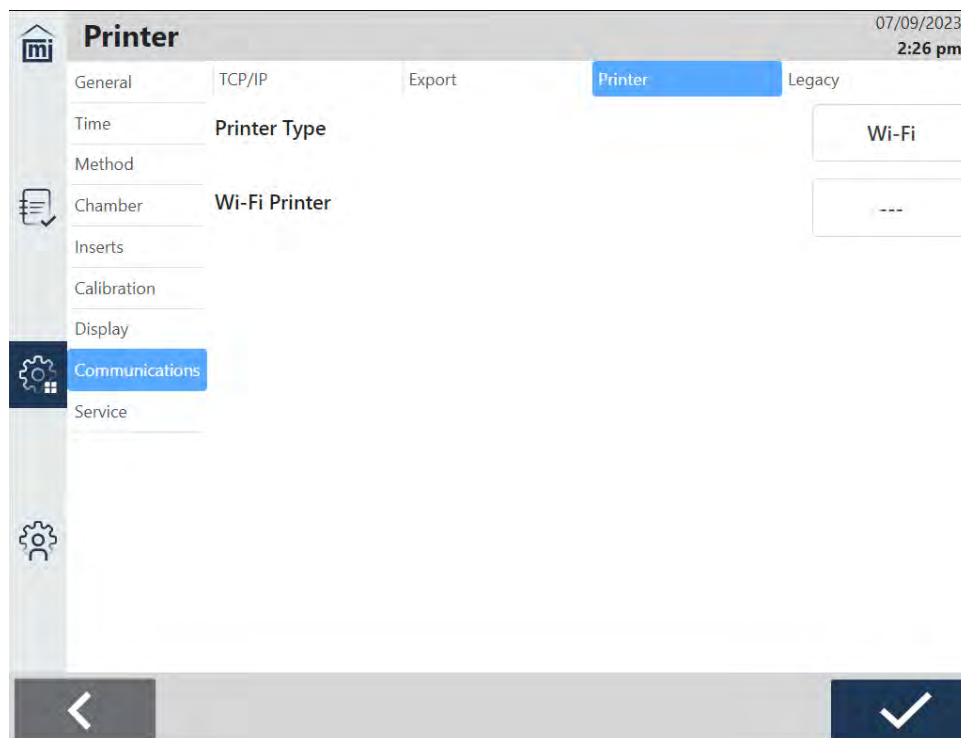 mi
Printer
07/09/2023
2:26 pm
General
TCP/IP
Export
Printer
Legacy
Time
Printer Type
Wi-Fi
Method
Chamber
Wi-Fi Printer
---
Inserts
Calibration
Display
Communications
Service